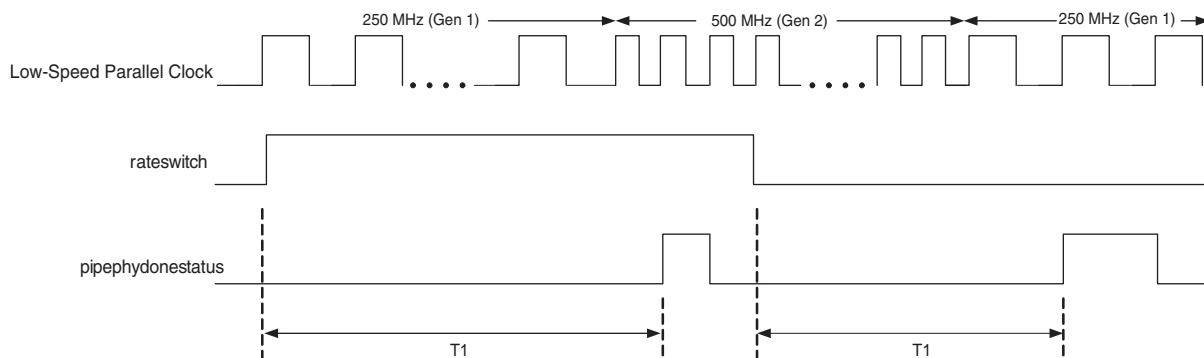 250 MHz (Gen 1)
500 MHz (Gen 2)
250 MHz (Gen 1)
Low-Speed Parallel Clock
rateswitch
pipephydonestatus
T1
T1